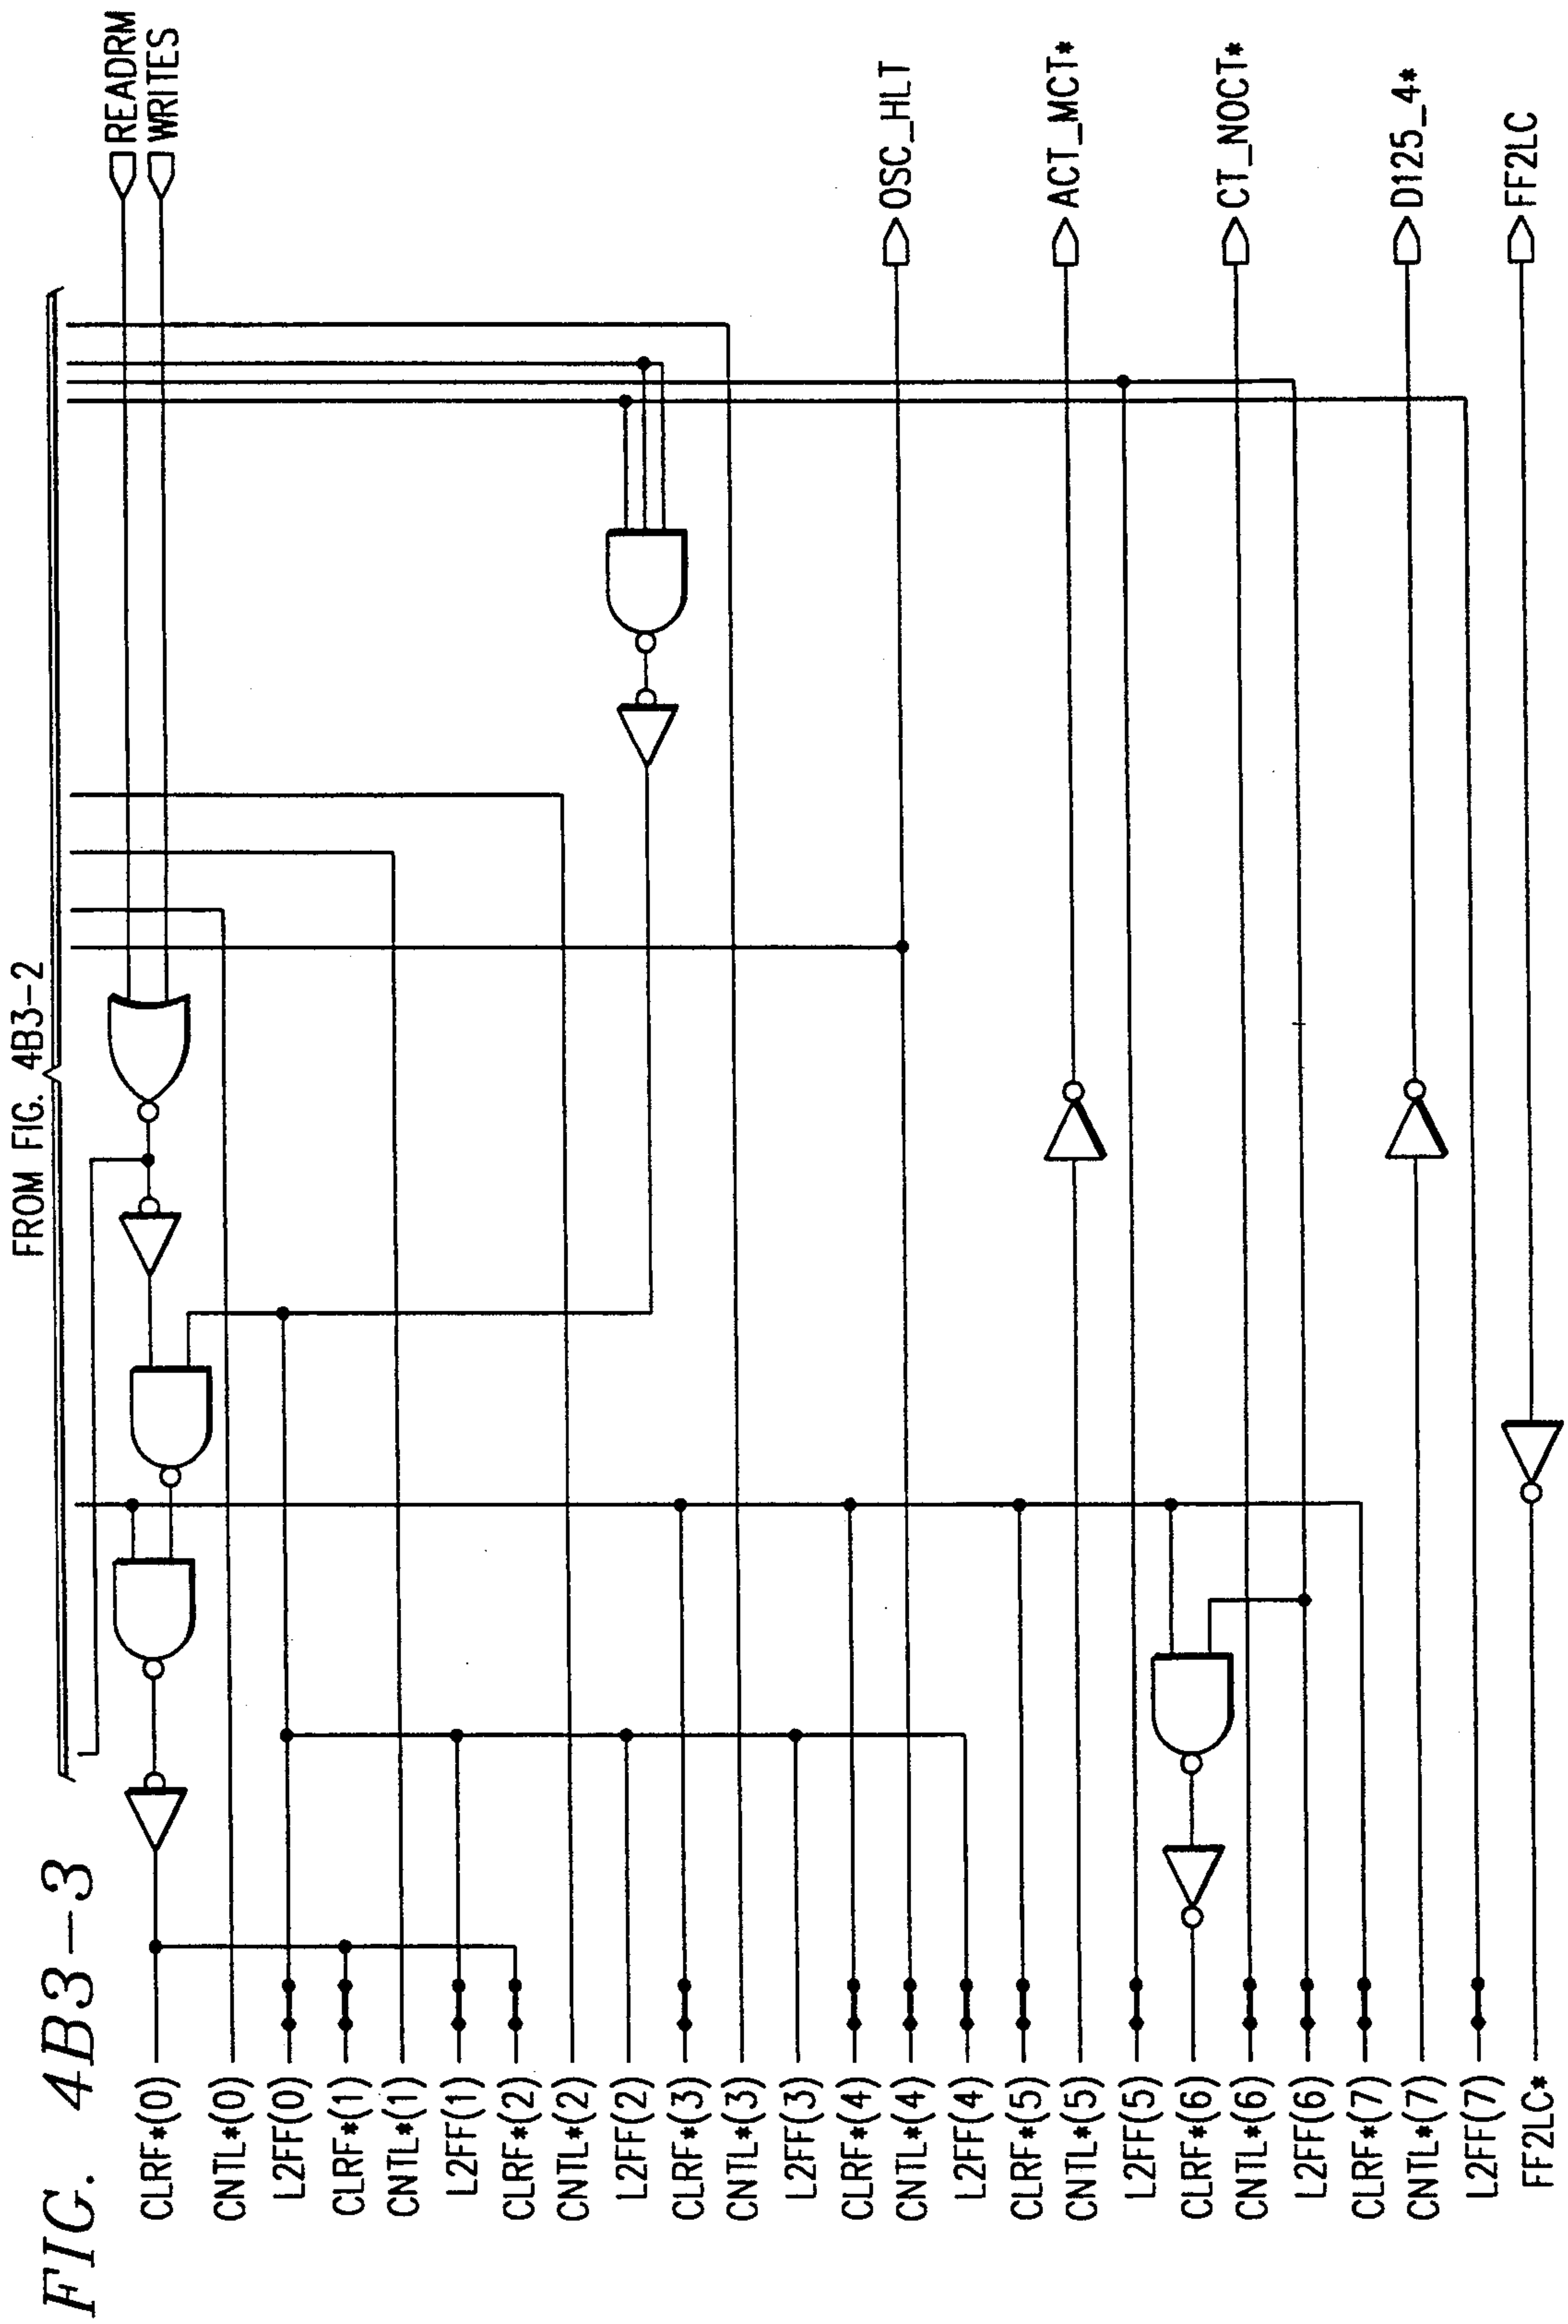 FIG. 4B3-3
FROM FIG. 4B3-2
READRM
WRITES
OSC_HLT
ACT_MCT*
CT_NOCT*
D125_4*
FF2LC
CLRF*(0)
CNTL*(0)
L2FF(0)
CLRF*(1)
CNTL*(1)
L2FF(1)
CLRF*(2)
CNTL*(2)
L2FF(2)
CLRF*(3)
CNTL*(3)
L2FF(3)
CLRF*(4)
CNTL*(4)
L2FF(4)
CLRF*(5)
CNTL*(5)
L2FF(5)
CLRF*(6)
CNTL*(6)
L2FF(6)
CLRF*(7)
CNTL*(7)
L2FF(7)
FF2LC*